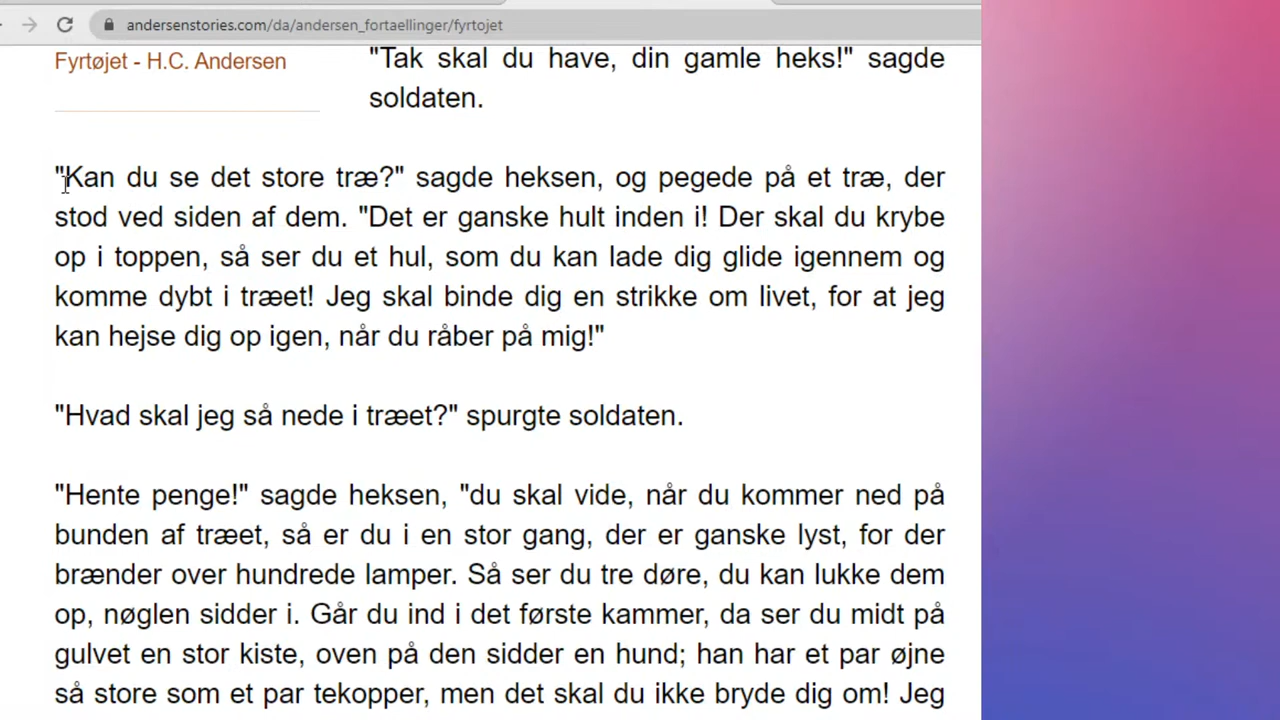 andersenstories.com/da/andersen_fortaellinger/fyrtojet
Fyrtøjet - H.C. Andersen
"Tak skal du have, din gamle heks!" sagde
soldaten.
"Kan du se det store træ?" sagde heksen, og pegede på et træ, der
stod ved siden af dem. "Det er ganske hult inden i! Der skal du krybe
op i toppen, så ser du et hul, som du kan lade dig glide igennem og
komme dybt i træet! Jeg skal binde dig en strikke om livet, for at jeg
kan hejse dig op igen, når du råber på mig!"
"Hvad skal jeg så nede i træet?" spurgte soldaten.
"Hente penge!" sagde heksen, "du skal vide, når du kommer ned på
bunden af træet, så er du i en stor gang, der er ganske lyst, for der
brænder over hundrede lamper. Så ser du tre døre, du kan lukke dem
op, nøglen sidder i. Går du ind i det første kammer, da ser du midt på
gulvet en stor kiste, oven på den sidder en hund; han har et par øjne
så store som et par tekopper, men det skal du ikke bryde dig om! Jeg